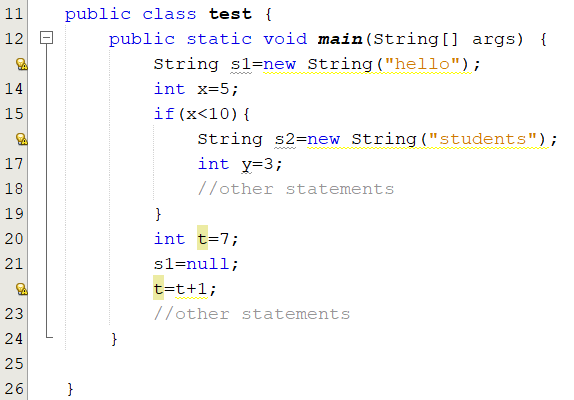 11 public class test {
12 public static void main(String[] args) {
String s1=new String("hello");
14 int x=5;
15 if(x<10){
String s2=new String("students");
17 int y=3;
18 //other statements
19 }
20 int t=7;
21 s1=null;
t=t+1;
23 //other statements
24 }
25
26 }